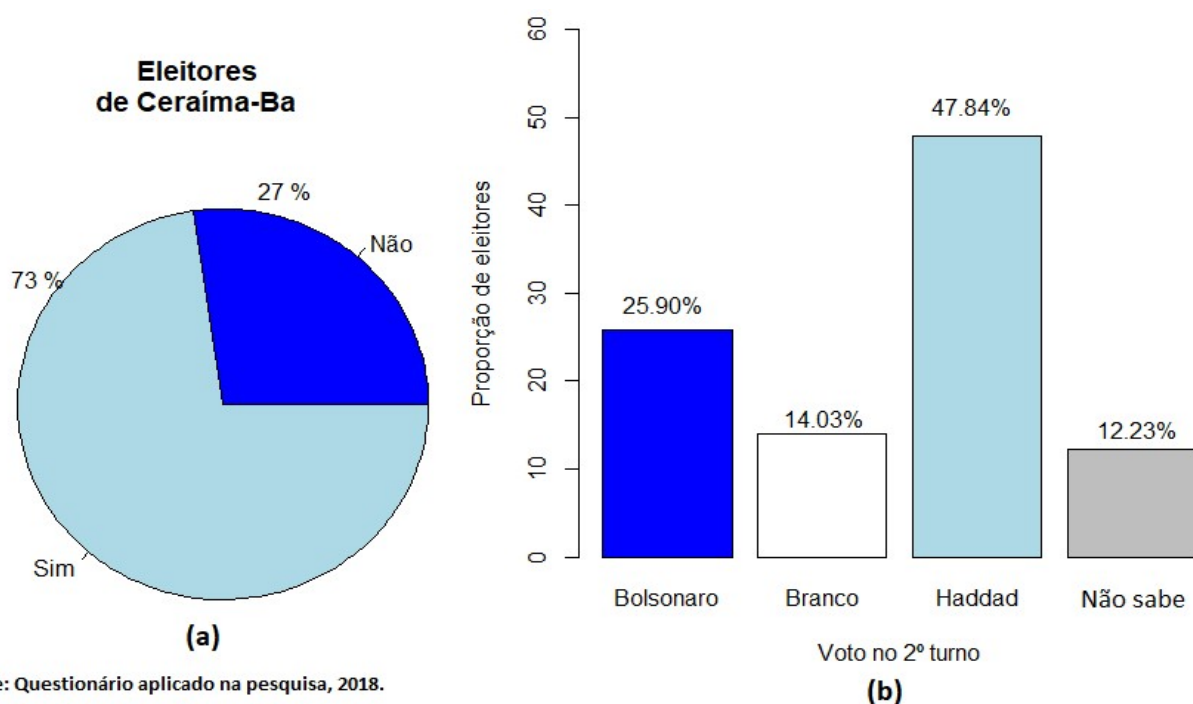 Eleitores
de Ceraíma-Ba
27 %
Não
73 %
Sim
(a)
Questionário aplicado na pesquisa, 2018.
Proporção de eleitores
60
50
40
30
20
10
0
25.90%
14.03%
47.84%
12.23%
Bolsonaro Branco Haddad Não sabe
Voto no 2º turno
(b)